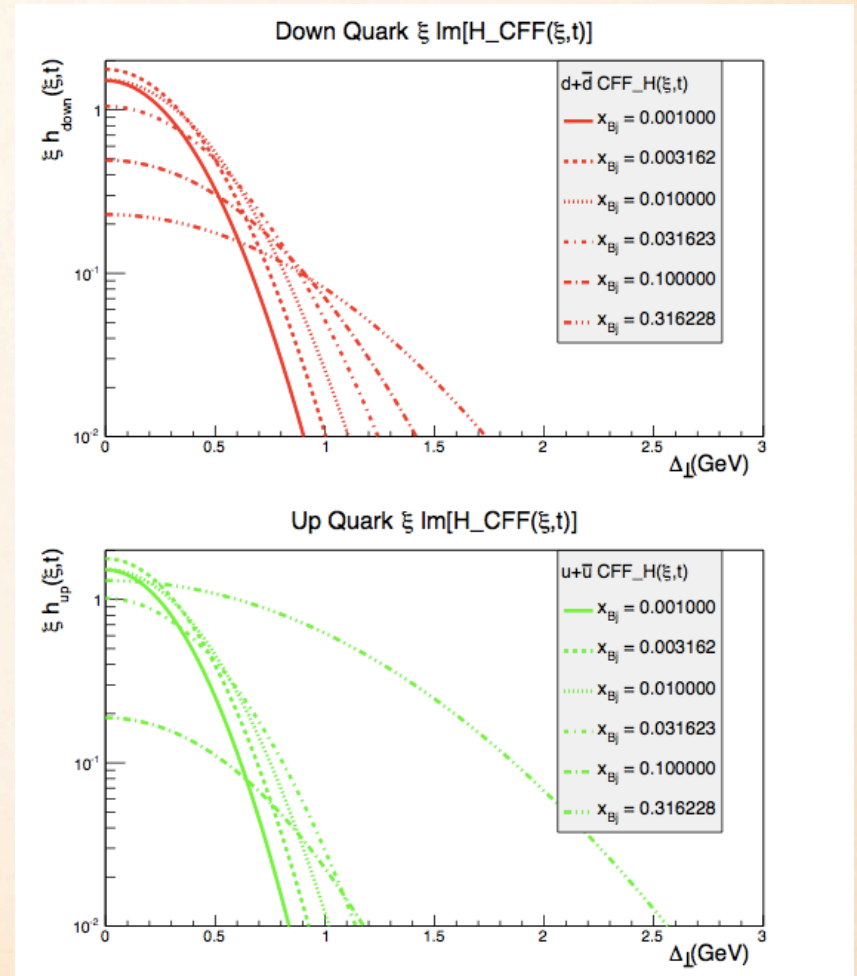 Down Quark ξ Im[H_CFF(ξ,t)]
ξ h_down(ξ,t)
1
10⁻¹
10⁻²
0
0.5
1
1.5
2
2.5
3
Δ⊥(GeV)
d+d̅ CFF_H(ξ,t)
x_Bj = 0.001000
x_Bj = 0.003162
x_Bj = 0.010000
x_Bj = 0.031623
x_Bj = 0.100000
x_Bj = 0.316228
Up Quark ξ Im[H_CFF(ξ,t)]
ξ h_up(ξ,t)
1
10⁻¹
10⁻²
0
0.5
1
1.5
2
2.5
3
Δ⊥(GeV)
u+u̅ CFF_H(ξ,t)
x_Bj = 0.001000
x_Bj = 0.003162
x_Bj = 0.010000
x_Bj = 0.031623
x_Bj = 0.100000
x_Bj = 0.316228